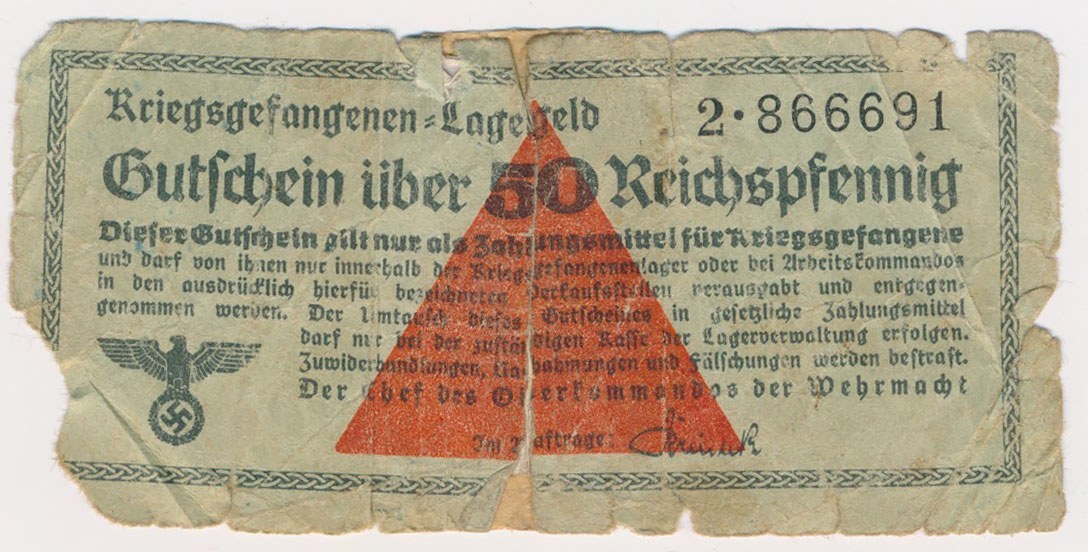 Kriegsgefangenen-Lagergeld
2·866691
Gutschein über 50 Reichspfennig
Dieser Gutschein gilt nur als Zahlungsmittel für Kriegsgefangene
und darf von ihnen nur innerhalb der Kriegsgefangenenlager oder bei Arbeitskommandos
in den ausdrücklich hierfür bezeichneten Verkaufsstellen verausgabt und entgegen-
genommen werden. Der Umtausch dieses Gutscheines in gesetzliche Zahlungsmittel
darf nur bei der zuständigen Kasse der Lagerverwaltung erfolgen.
Zuwiderhandlungen, Nachahmungen und Fälschungen werden bestraft.
Der Chef des Oberkommandos der Wehrmacht
Im Auftrage: